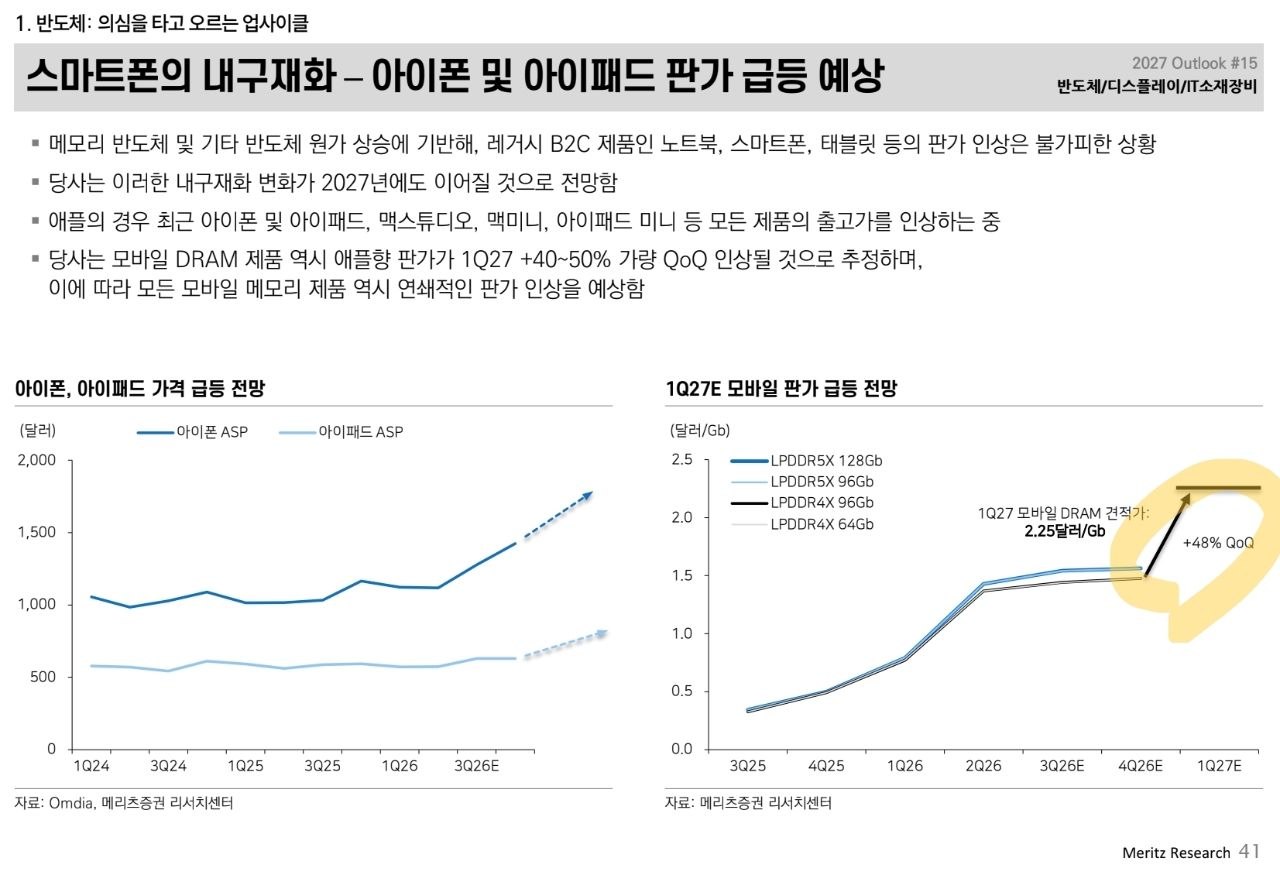 1. 반도체: 의심을 타고 오르는 업사이클
스마트폰의 내구재화 – 아이폰 및 아이패드 판가 급등 예상
2027 Outlook #15
반도체/디스플레이/IT소재장비
▪ 메모리 반도체 및 기타 반도체 원가 상승에 기반해, 레거시 B2C 제품인 노트북, 스마트폰, 태블릿 등의 판가 인상은 불가피한 상황
▪ 당사는 이러한 내구재화 변화가 2027년에도 이어질 것으로 전망함
▪ 애플의 경우 최근 아이폰 및 아이패드, 맥스튜디오, 맥미니, 아이패드 미니 등 모든 제품의 출고가를 인상하는 중
▪ 당사는 모바일 DRAM 제품 역시 애플향 판가가 1Q27 +40~50% 가량 QoQ 인상될 것으로 추정하며,
이에 따라 모든 모바일 메모리 제품 역시 연쇄적인 판가 인상을 예상함
아이폰, 아이패드 가격 급등 전망
(달러)
아이폰 ASP
아이패드 ASP
2,000
1,500
1,000
500
0
1Q24 3Q24 1Q25 3Q25 1Q26 3Q26E
자료: Omdia, 메리츠증권 리서치센터
1Q27E 모바일 판가 급등 전망
(달러/Gb)
LPDDR5X 128Gb
LPDDR5X 96Gb
LPDDR4X 96Gb
LPDDR4X 64Gb
2.5
2.0
1.5
1.0
0.5
0.0
1Q27 모바일 DRAM 견적가:
2.25달러/Gb
+48% QoQ
3Q25 4Q25 1Q26 2Q26 3Q26E 4Q26E 1Q27E
자료: 메리츠증권 리서치센터
Meritz Research 41